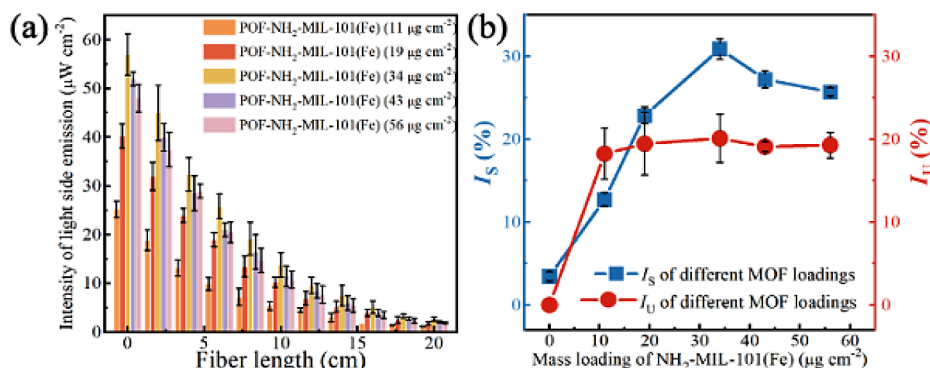 (a)
Intensity of light side emission (μW cm⁻²)
60
50
40
30
20
10
0
POF-NH₂-MIL-101(Fe) (11 μg cm⁻²)
POF-NH₂-MIL-101(Fe) (19 μg cm⁻²)
POF-NH₂-MIL-101(Fe) (34 μg cm⁻²)
POF-NH₂-MIL-101(Fe) (43 μg cm⁻²)
POF-NH₂-MIL-101(Fe) (56 μg cm⁻²)
0 5 10 15 20
Fiber length (cm)
(b)
I_S (%)
30
20
10
0
I_S of different MOF loadings
I_U of different MOF loadings
30
20
10
0
I_U (%)
0 10 20 30 40 50 60
Mass loading of NH₂-MIL-101(Fe) (μg cm⁻²)